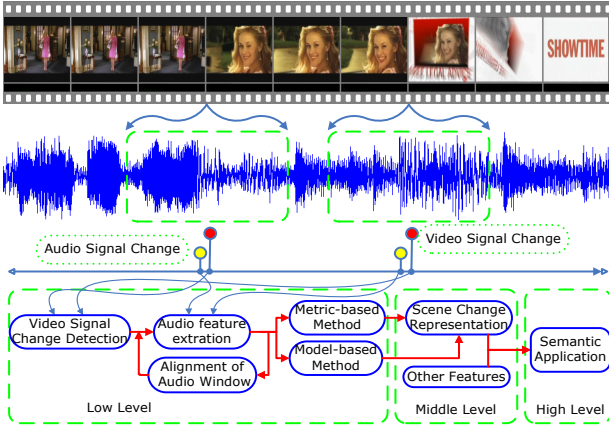 SHOWTIME
Audio Signal Change
Video Signal Change
Video Signal
Change Detection
Audio feature
extration
Metric-based
Method
Scene Change
Representation
Model-based
Method
Alignment of
Audio Window
Other Features
Semantic
Application
Low Level
Middle Level
High Level